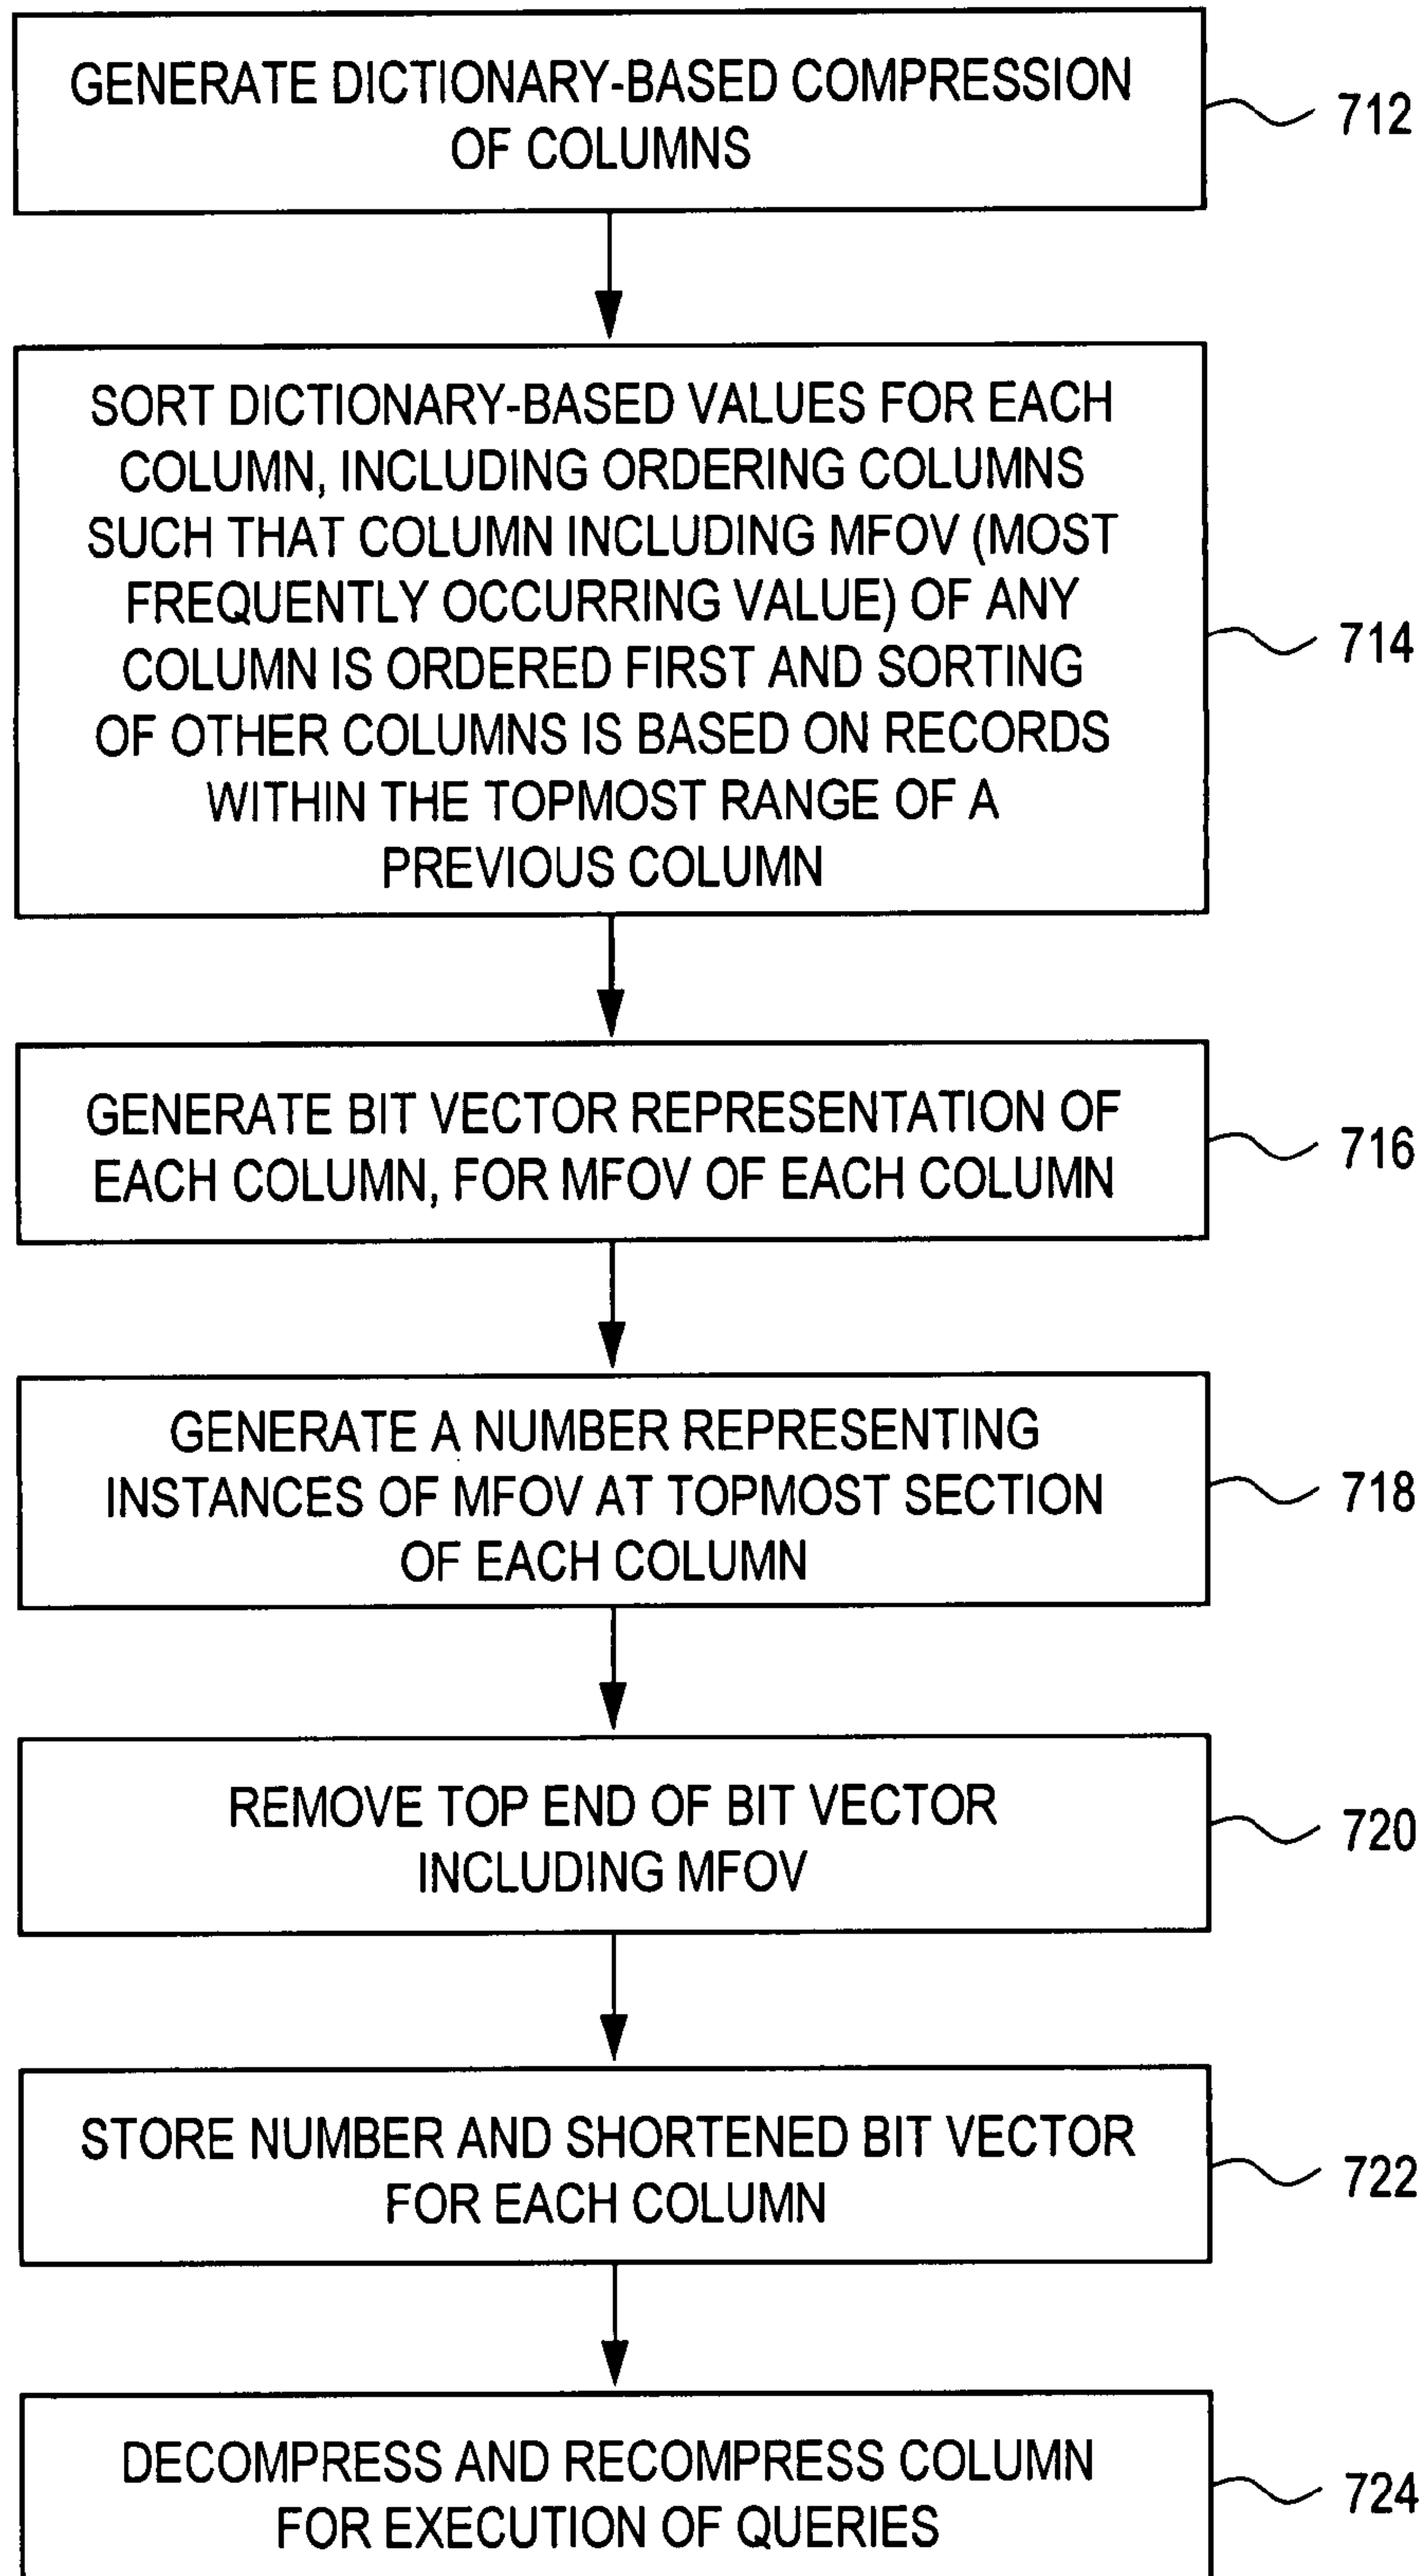 GENERATE DICTIONARY-BASED COMPRESSION
OF COLUMNS
712
SORT DICTIONARY-BASED VALUES FOR EACH
COLUMN, INCLUDING ORDERING COLUMNS
SUCH THAT COLUMN INCLUDING MFOV (MOST
FREQUENTLY OCCURRING VALUE) OF ANY
COLUMN IS ORDERED FIRST AND SORTING
OF OTHER COLUMNS IS BASED ON RECORDS
WITHIN THE TOPMOST RANGE OF A
PREVIOUS COLUMN
714
GENERATE BIT VECTOR REPRESENTATION OF
EACH COLUMN, FOR MFOV OF EACH COLUMN
716
GENERATE A NUMBER REPRESENTING
INSTANCES OF MFOV AT TOPMOST SECTION
OF EACH COLUMN
718
REMOVE TOP END OF BIT VECTOR
INCLUDING MFOV
720
STORE NUMBER AND SHORTENED BIT VECTOR
FOR EACH COLUMN
722
DECOMPRESS AND RECOMPRESS COLUMN
FOR EXECUTION OF QUERIES
724